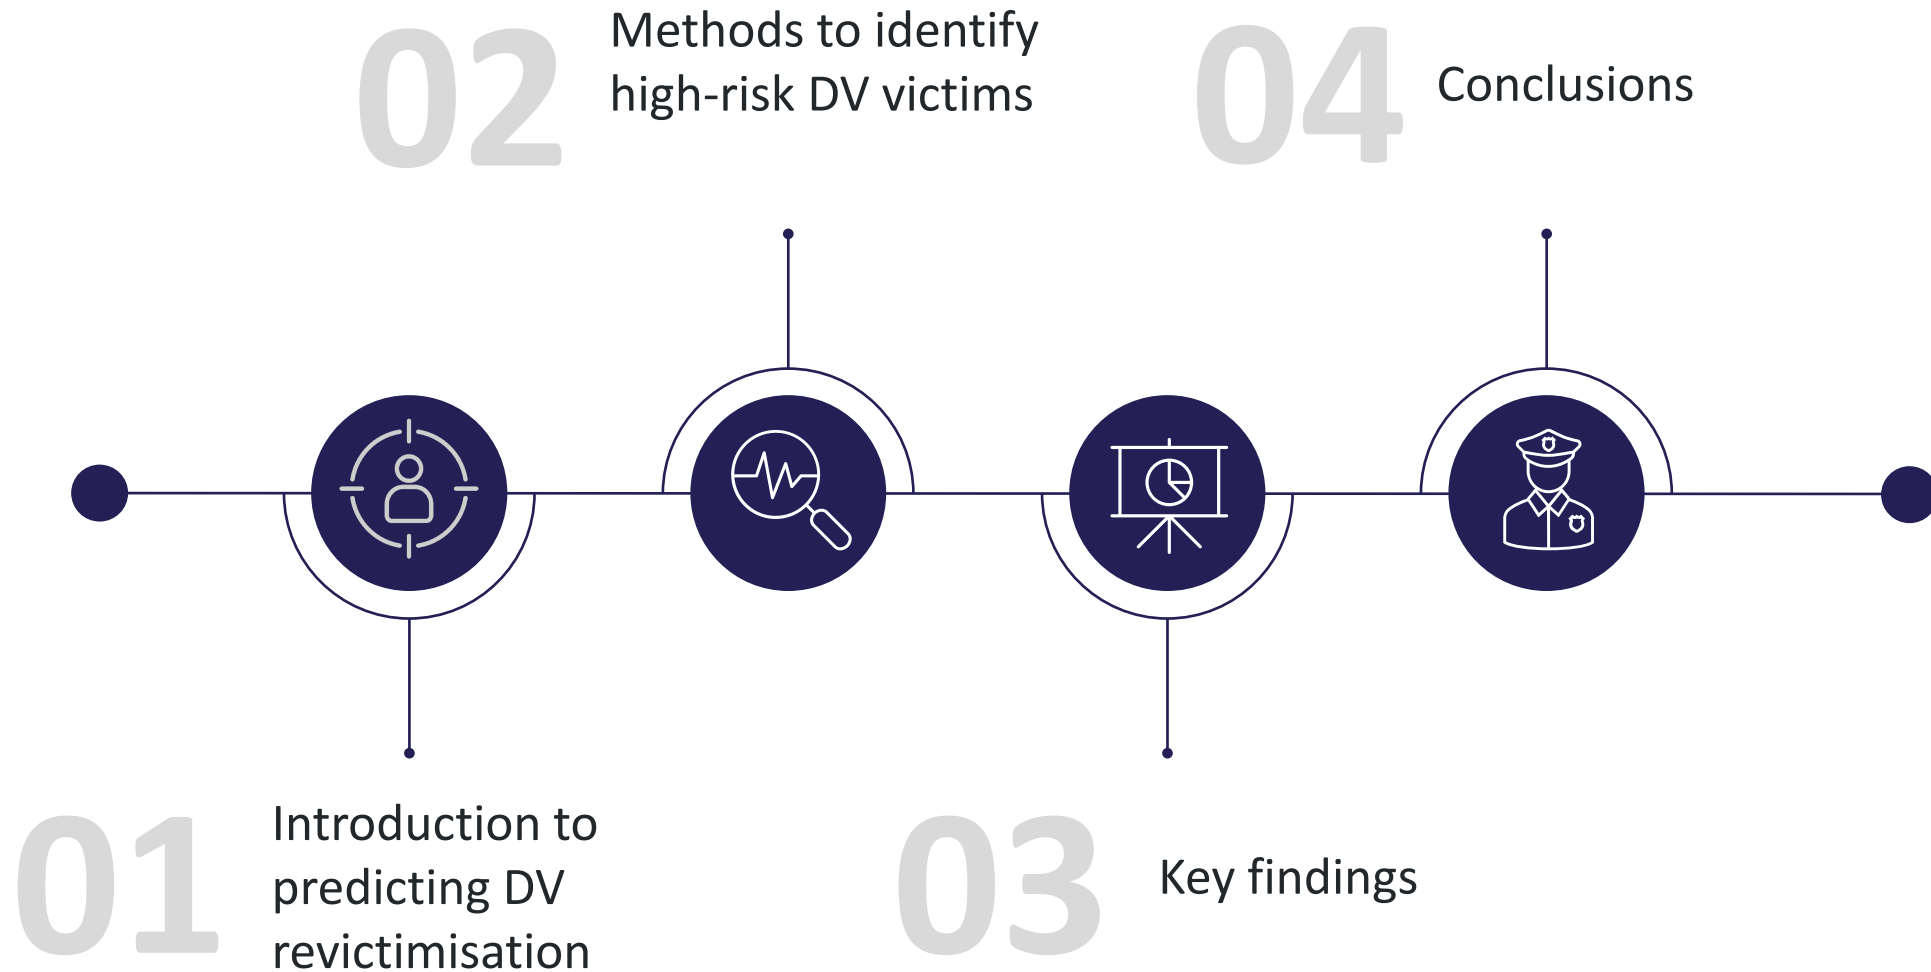 01
Introduction to
predicting DV
revictimisation
02
Methods to identify
high-risk DV victims
03
Key findings
04
Conclusions